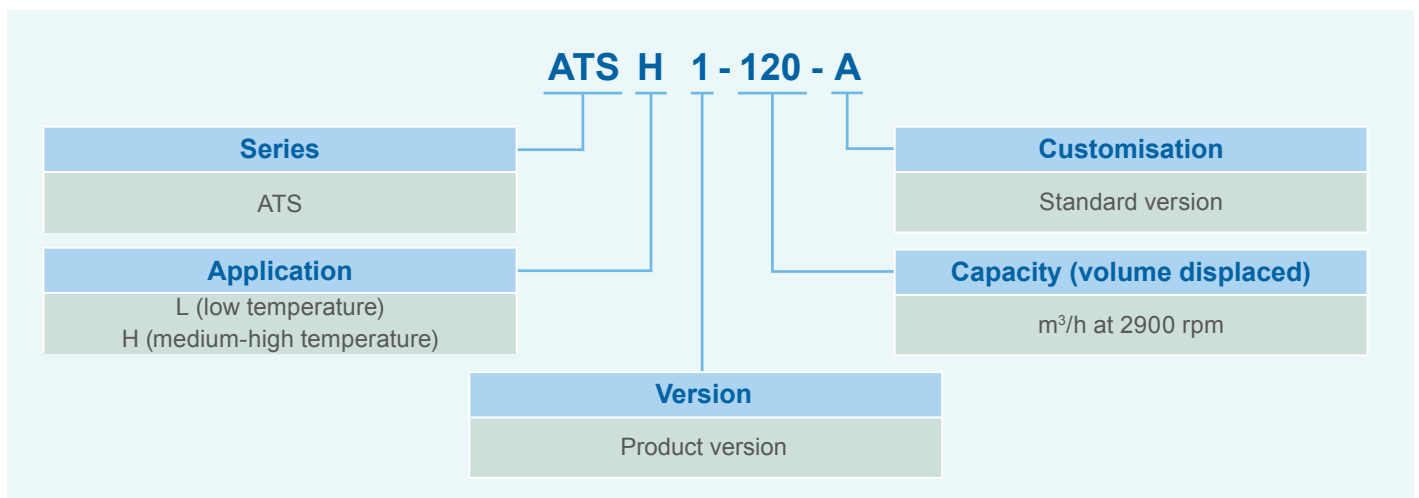 ATS H 1 - 120 - A
Series
ATS
Application
L (low temperature)
H (medium-high temperature)
Version
Product version
Customisation
Standard version
Capacity (volume displaced)
m³/h at 2900 rpm